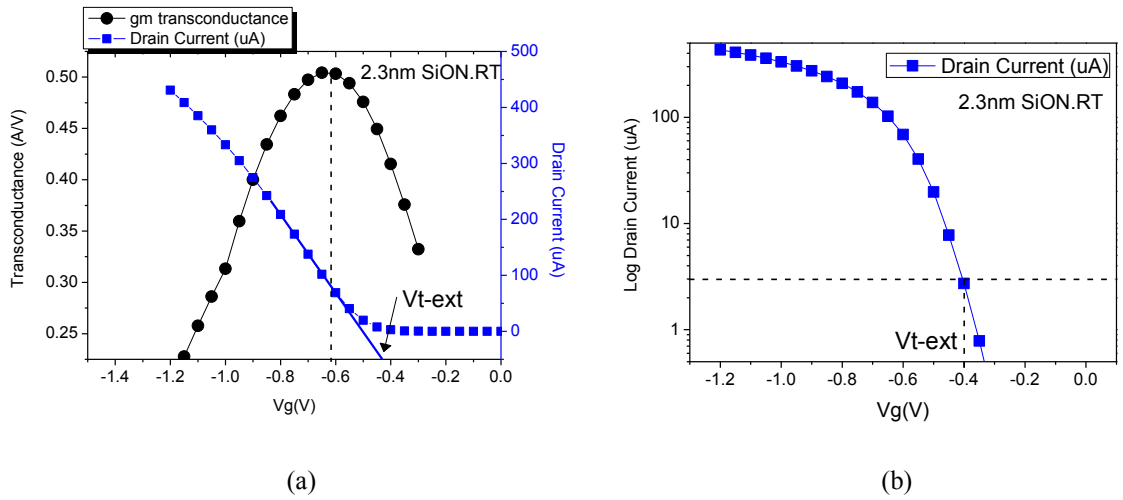 gm transconductance
Drain Current (uA)
2.3nm SiON.RT
Transconductance (A/V)
0.50
0.45
0.40
0.35
0.30
0.25
500
400
300
200
100
0
Drain Current (uA)
Vt-ext
-1.4
-1.2
-1.0
-0.8
-0.6
-0.4
-0.2
0.0
Vg(V)
(a)
Drain Current (uA)
2.3nm SiON.RT
Log Drain Current (uA)
100
10
1
Vt-ext
-1.2
-1.0
-0.8
-0.6
-0.4
-0.2
0.0
Vg(V)
(b)